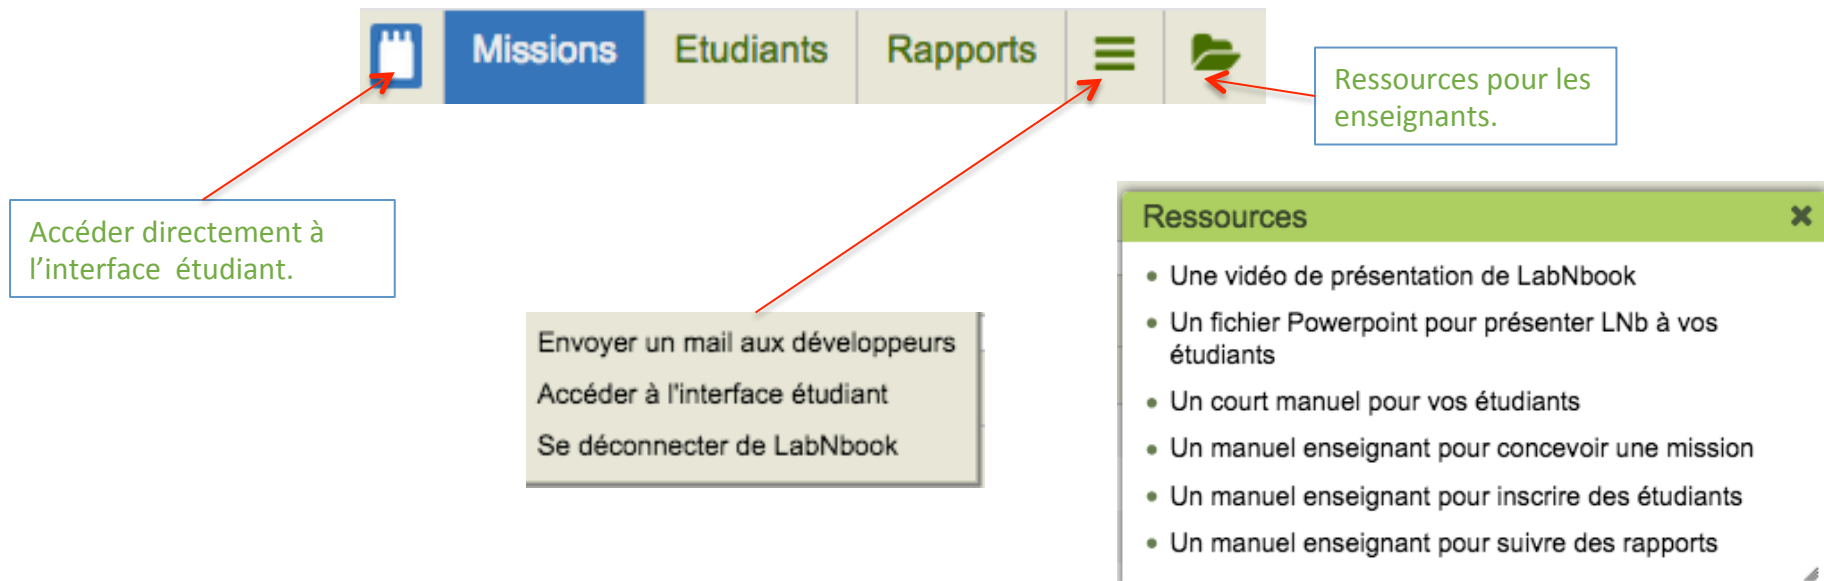 Missions Etudiants Rapports
Ressources pour les
enseignants.
Accéder directement à
l’interface étudiant.
Envoyer un mail aux développeurs
Accéder à l'interface étudiant
Se déconnecter de LabNbook
Ressources
Une vidéo de présentation de LabNbook
Un fichier Powerpoint pour présenter LNb à vos
étudiants
Un court manuel pour vos étudiants
Un manuel enseignant pour concevoir une mission
Un manuel enseignant pour inscrire des étudiants
Un manuel enseignant pour suivre des rapports